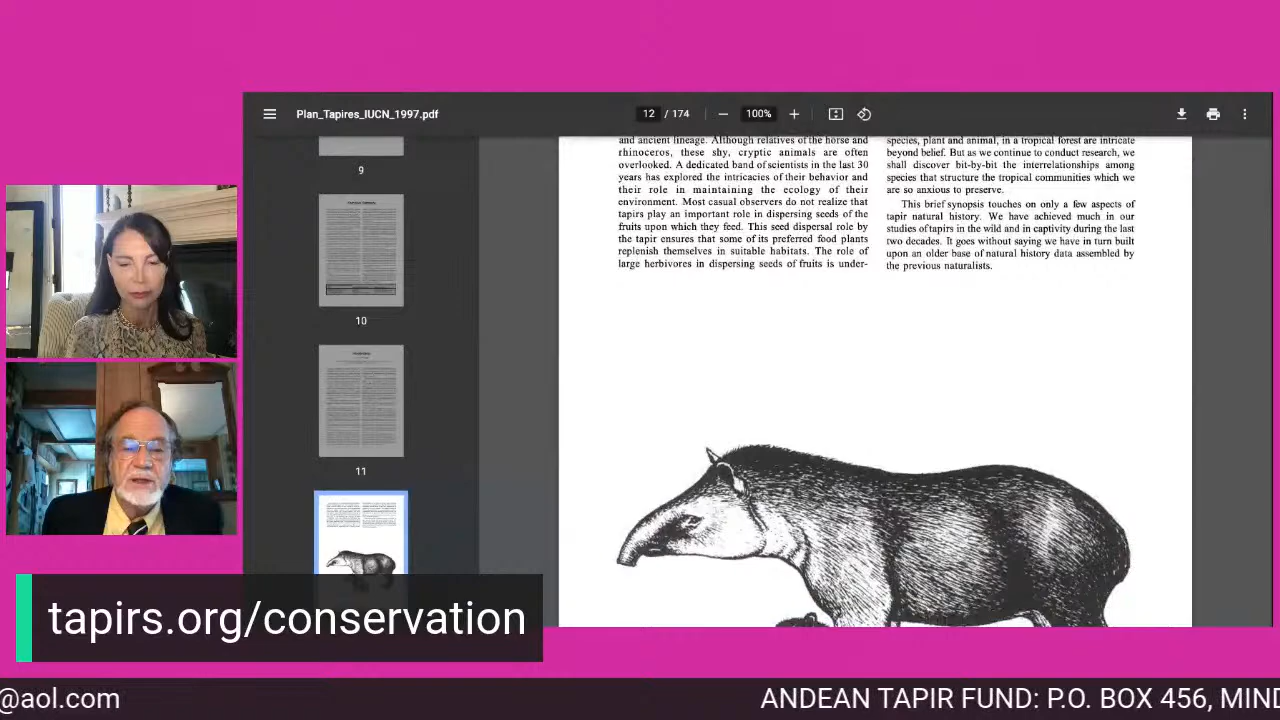 Plan_Tapires_IUCN_1997.pdf
12 / 174
100%
9
10
11
and ancient lineage. Although relatives of the horse and
rhinoceros, these shy, cryptic animals are often
overlooked. A dedicated band of scientists in the last 30
years has explored the intricacies of their behavior and
their role in maintaining the ecology of their
environment. Most casual observers do not realize that
tapirs play an important role in dispersing seeds of the
fruits upon which they feed. This seed dispersal role by
the tapir ensures that some of its preferred food plants
replenish themselves in suitable habitats. The role of
large herbivores in dispersing seeds of fruits is under-
species, plant and animal, in a tropical forest are intricate
beyond belief. But as we continue to conduct research, we
shall discover bit-by-bit the interrelationships among
species that structure the tropical communities which we
are so anxious to preserve.
This brief synopsis touches on only a few aspects of
tapir natural history. We have achieved much in our
studies of tapirs in the wild and in captivity during the last
two decades. It goes without saying we have in turn built
upon an older base of natural history data assembled by
the previous naturalists.
tapirs.org/conservation
@aol.com
ANDEAN TAPIR FUND: P.O. BOX 456, MIND